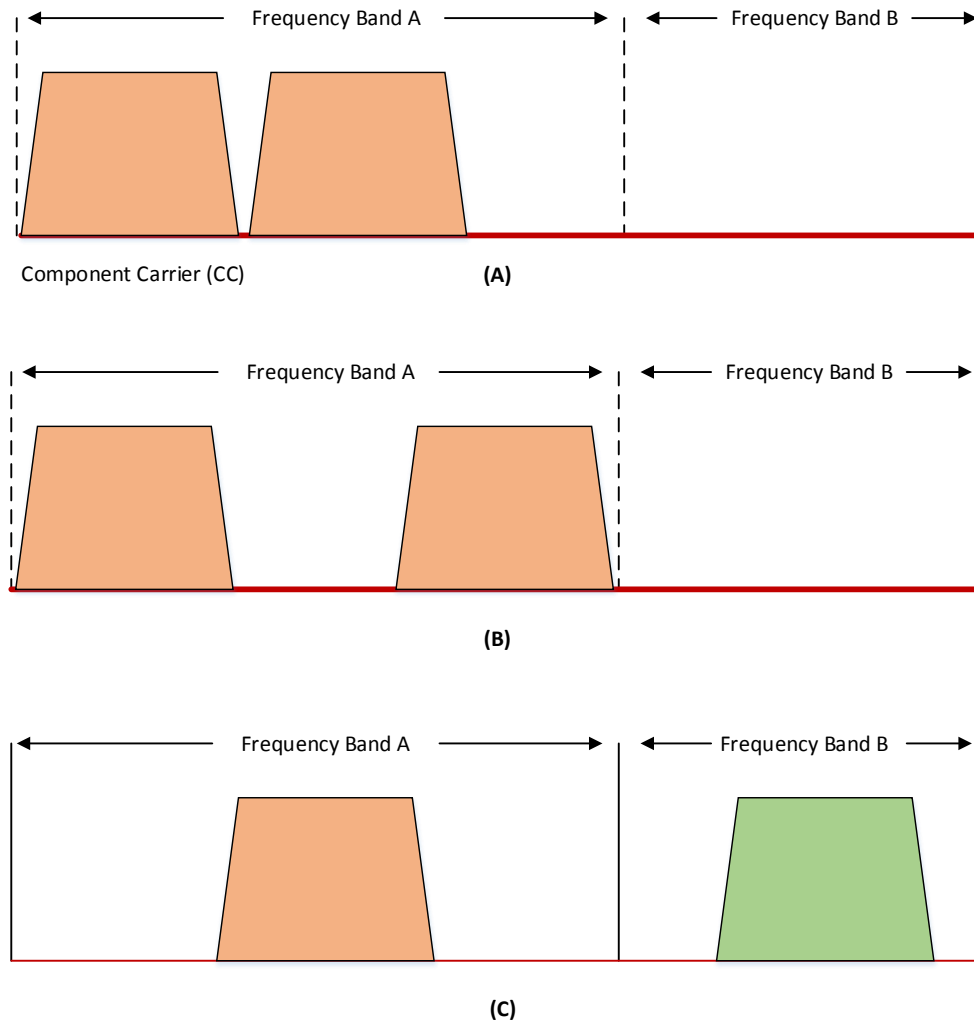 Frequency Band A
Frequency Band B
Component Carrier (CC)
(A)
Frequency Band A
Frequency Band B
(B)
Frequency Band A
Frequency Band B
(C)